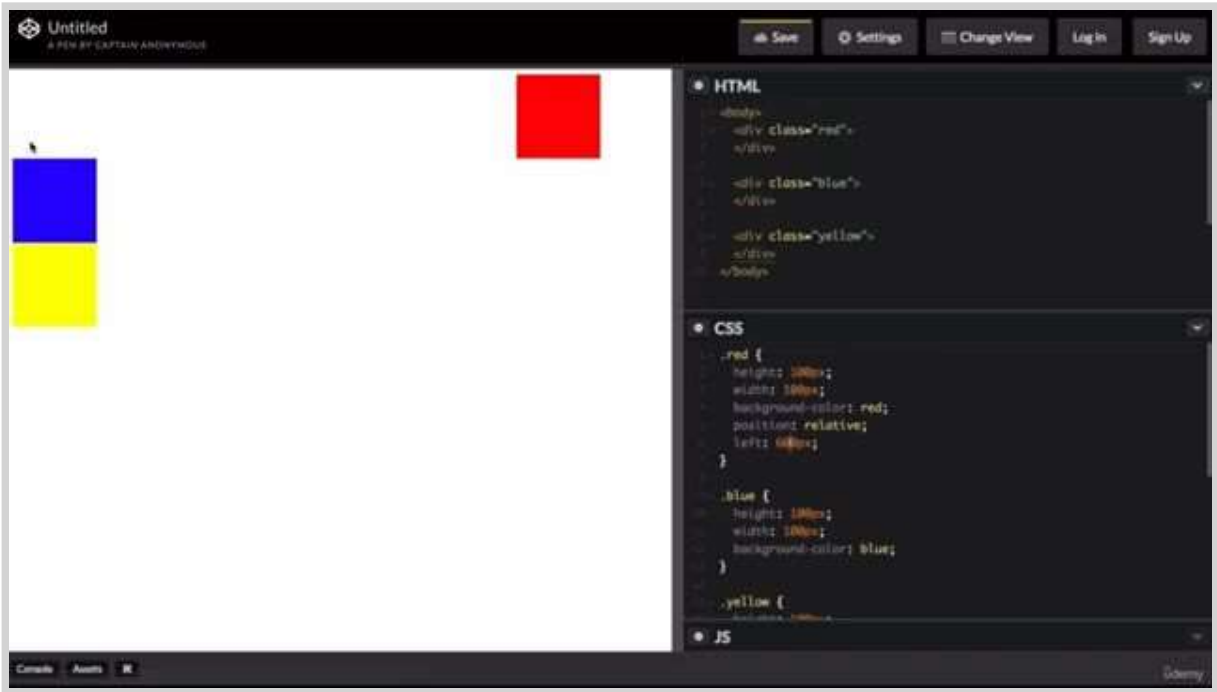 Untitled
A PEN BY CAPTAIN ANONYMOUS
Save
Settings
Change View
Log In
Sign Up
HTML
<body>
<div class="red">
</div>
<div class="blue">
</div>
<div class="yellow">
</div>
</body>
CSS
.red {
height: 100px;
width: 100px;
background-color: red;
position: relative;
left: 600px;
}
.blue {
height: 100px;
width: 100px;
background-color: blue;
}
.yellow {
JS
Console
Assets
⌘
Udemy